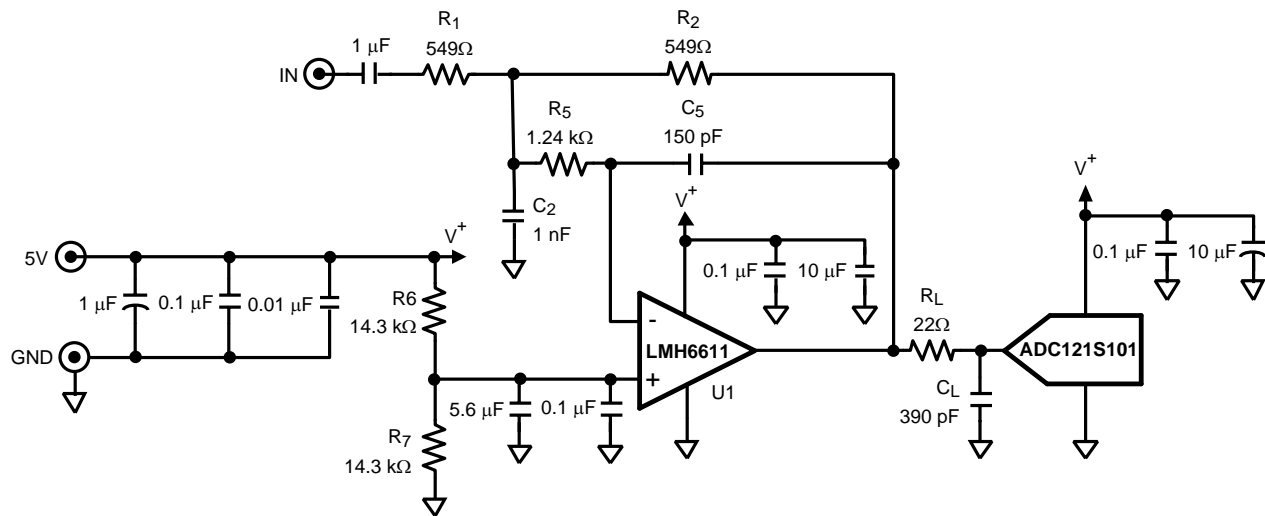 R1
549Ω
1 µF
IN
R2
549Ω
R5
1.24 kΩ
C5
150 pF
C2
1 nF
V+
V+
V+
5V
1 µF
0.1 µF
0.01 µF
GND
R6
14.3 kΩ
R7
14.3 kΩ
5.6 µF
0.1 µF
0.1 µF
10 µF
-
+
LMH6611
U1
RL
22Ω
CL
390 pF
ADC121S101
0.1 µF
10 µF